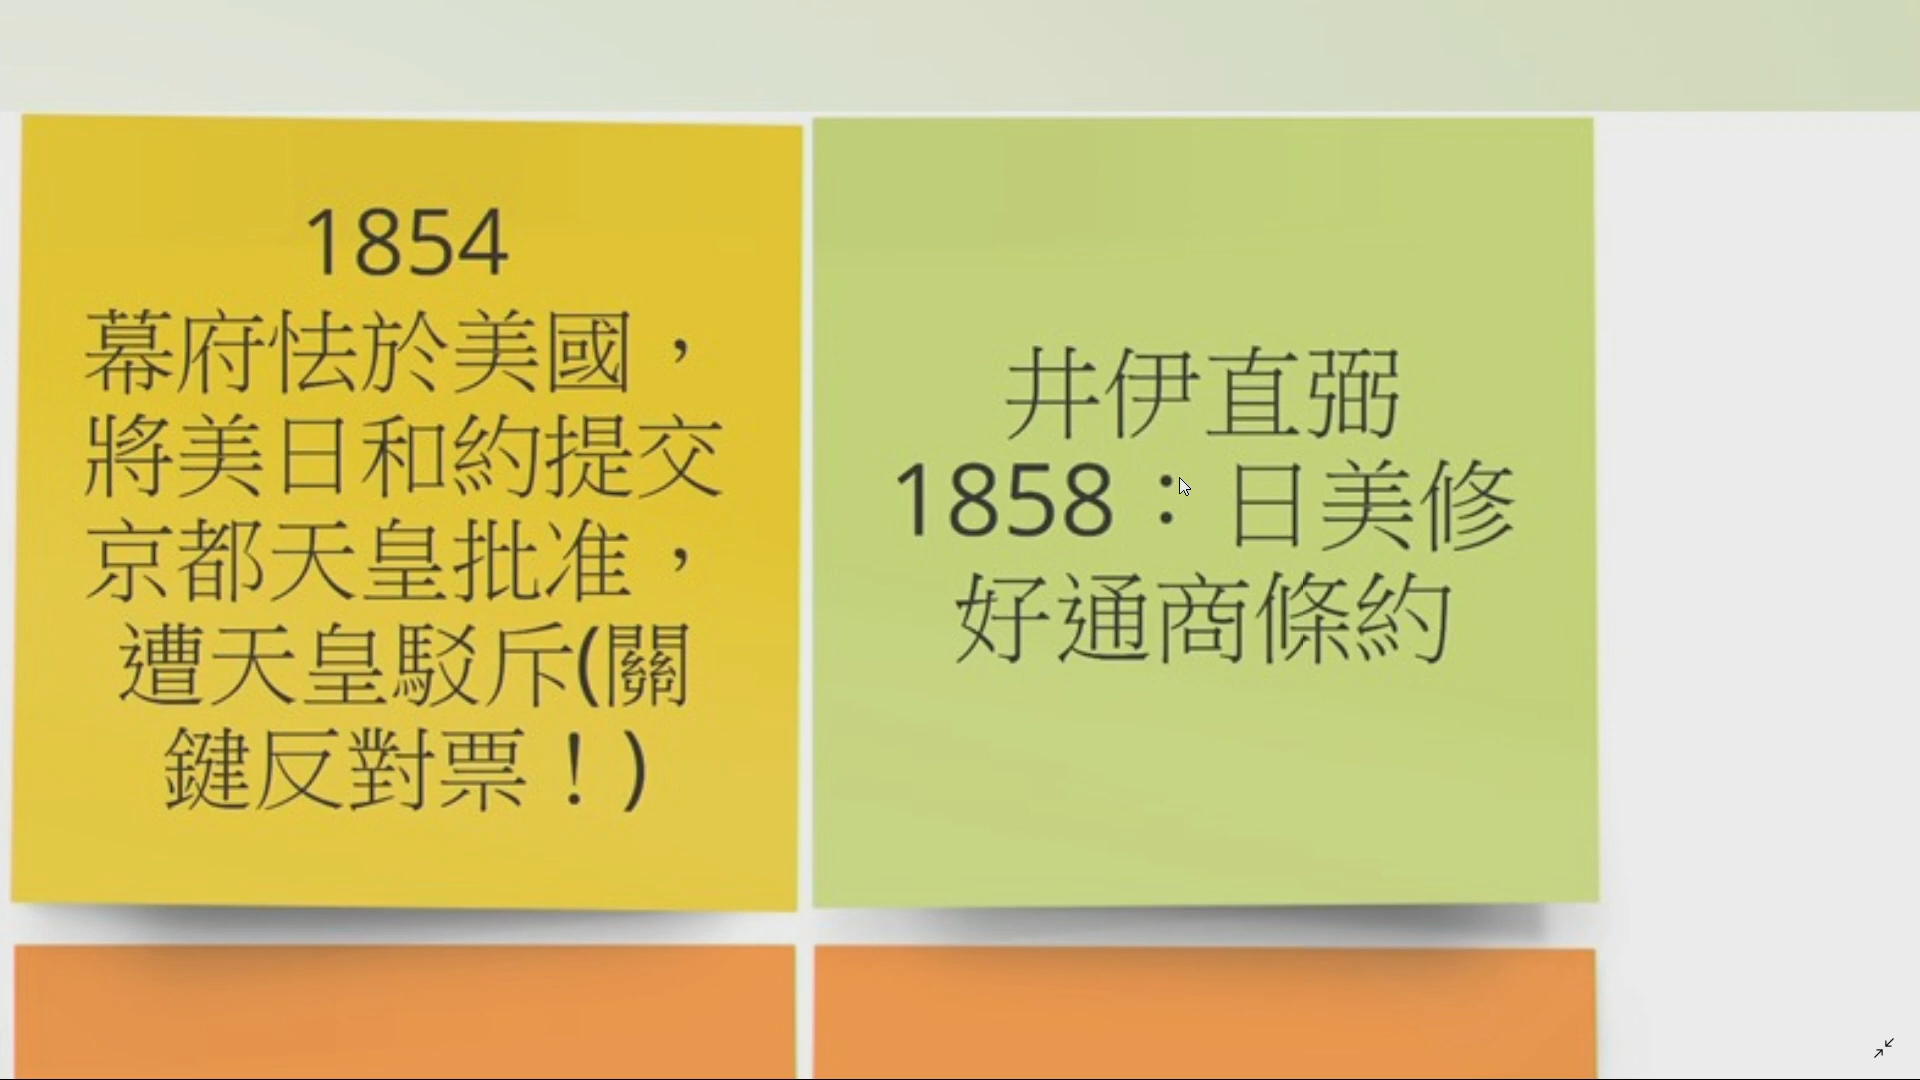 1854
幕府怯於美國，
將美日和約提交
京都天皇批准，
遭天皇駁斥(關
鍵反對票！)
井伊直弼
1858：日美修
好通商條約